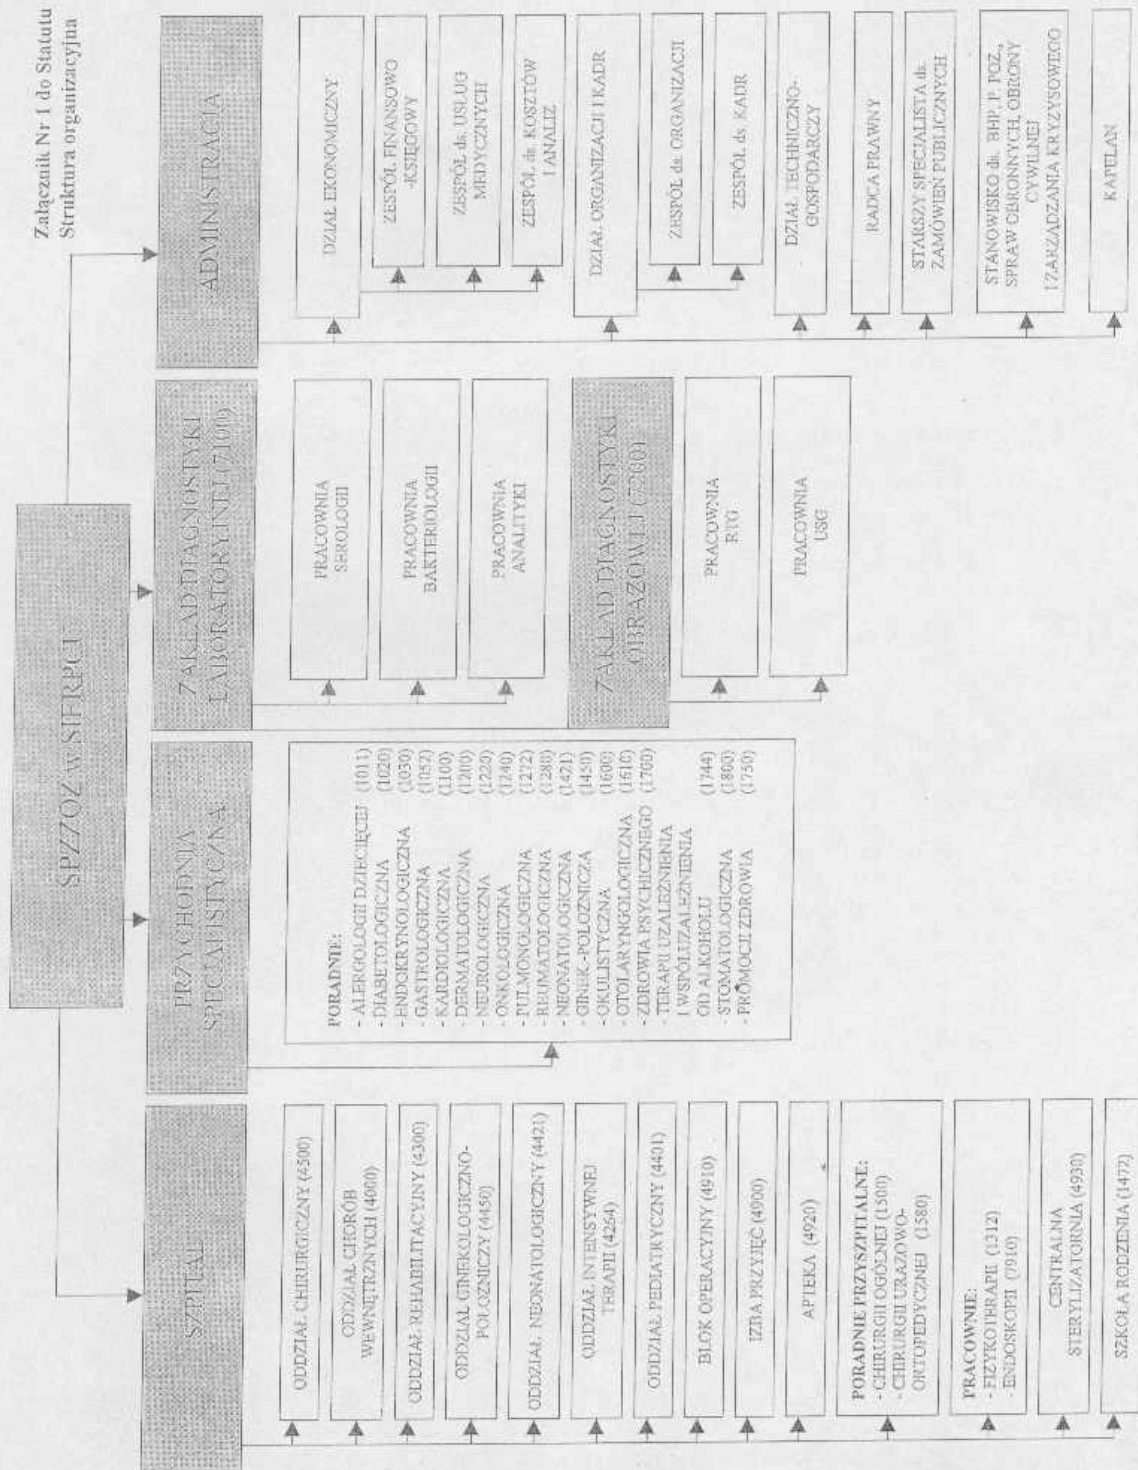 Załącznik Nr 1 do Statutu
Struktura organizacyjna
SPZZOZ w SIERPCU
SZPITAL
ODDZIAŁ CHIRURGICZNY (4500)
ODDZIAŁ CHORÓB
WEWNĘTRZNYCH (4000)
ODDZIAŁ REHABILITACYJNY (4300)
ODDZIAŁ GINEKOLOGICZNO-
POŁOŻNICZY (4450)
ODDZIAŁ NEONATOLOGICZNY (4421)
ODDZIAŁ INTENSYWNEJ
TERAPII (4264)
ODDZIAŁ PEDIATRYCZNY (4401)
BLOK OPERACYJNY (4910)
IZBA PRZYJĘĆ (4900)
APTEKA (4920)
PORADNIE PRZYSZPITALNE:
- CHIRURGII OGÓLNEJ (1500)
- CHIRURGII URAZOWO-
ORTOPEDYCZNEJ (1580)
PRACOWNIE:
- FIZYKOTERAPII (1312)
- ENDOSKOPII (7910)
CENTRALNA
STERYLIZATORNIA (4930)
SZKOŁA RODZENIA (1472)
PRZYCHODNIA
SPECJALISTYCZNA
PORADNIE:
- ALERGOLOGII DZIECIĘCEJ (1011)
- DIABETOLOGICZNA (1020)
- ENDOKRYNOLOGICZNA (1030)
- GASTROLOGICZNA (1052)
- KARDIOLOGICZNA (1100)
- DERMATOLOGICZNA (1200)
- NEUROLOGICZNA (1220)
- ONKOLOGICZNA (1240)
- PULMONOLOGICZNA (1272)
- REUMATOLOGICZNA (1280)
- NEONATOLOGICZNA (1421)
- GINEK.-POŁOŻNICZA (1450)
- OKULISTYCZNA (1600)
- OTOLARYNGOLOGICZNA (1610)
- ZDROWIA PSYCHICZNEGO (1700)
- TERAPII UZALEŻNIENIA
I WSPÓŁUZALEŻNIENIA
OD ALKOHOLU (1744)
- STOMATOLOGICZNA (1800)
- PROMOCJI ZDROWIA (1750)
ZAKŁAD DIAGNOSTYKI
LABORATORYJNEJ (7100)
PRACOWNIA
SEROLOGII
PRACOWNIA
BAKTERIOLOGII
PRACOWNIA
ANALITYKI
ZAKŁAD DIAGNOSTYKI
OBRAZOWEJ (7200)
PRACOWNIA
RTG
PRACOWNIA
USG
ADMINISTRACJA
DZIAŁ EKONOMICZNY
ZESPÓŁ FINANSOWO
-KSIĘGOWY
ZESPÓŁ ds. USŁUG
MEDYCZNYCH
ZESPÓŁ ds. KOSZTÓW
I ANALIZ
DZIAŁ ORGANIZACJI I KADR
ZESPÓŁ ds. ORGANIZACJI
ZESPÓŁ ds. KADR
DZIAŁ TECHNICZNO-
GOSPODARCZY
RADCA PRAWNY
STARSZY SPECJALISTA ds.
ZAMÓWIEŃ PUBLICZNYCH
STANOWISKO ds. BHP, P. POŻ.,
SPRAW OBRONNYCH, OBRONY
CYWILNEJ
I ZARZĄDZANIA KRYZYSOWEGO
KAPELAN